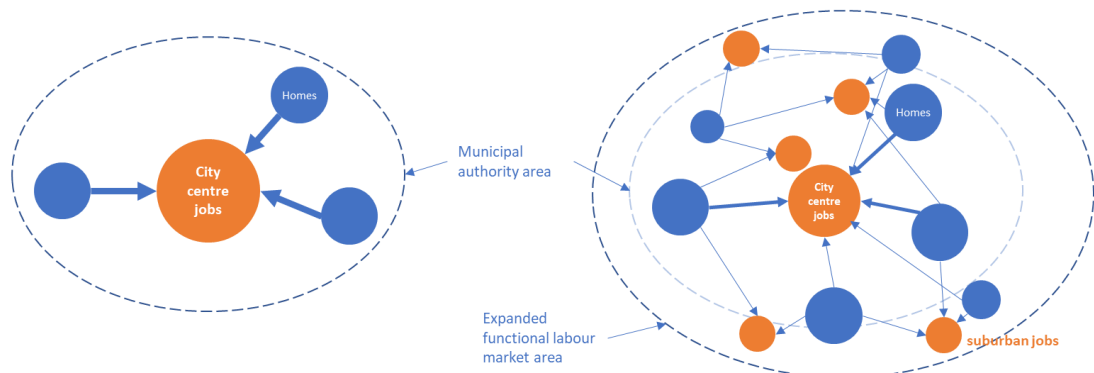 Homes
City
centre
jobs
Municipal
authority area
Homes
City
centre
jobs
Expanded
functional labour
market area
suburban jobs